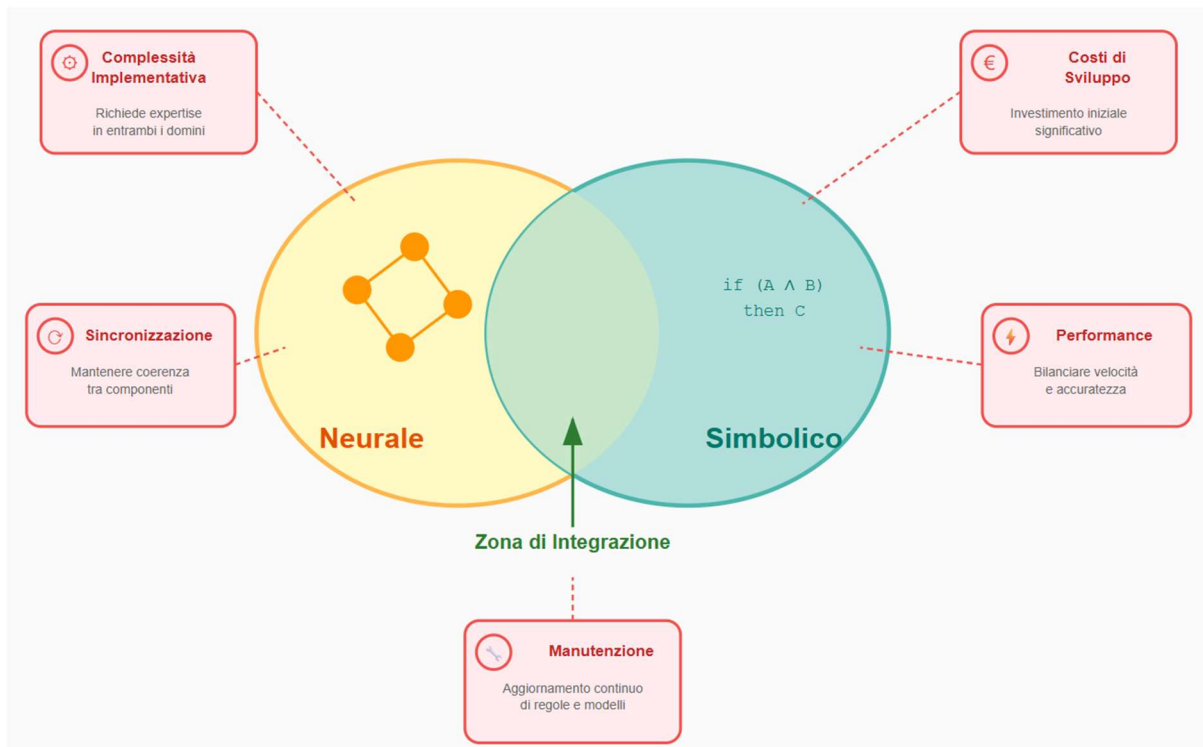 Complessità
Implementativa
Richiede expertise
in entrambi i domini
€
Costi di
Sviluppo
Investimento iniziale
significativo
if (A ∧ B)
then C
Sincronizzazione
Mantenere coerenza
tra componenti
Performance
Bilanciare velocità
e accuratezza
Neurale
Simbolico
Zona di Integrazione
Manutenzione
Aggiornamento continuo
di regole e modelli